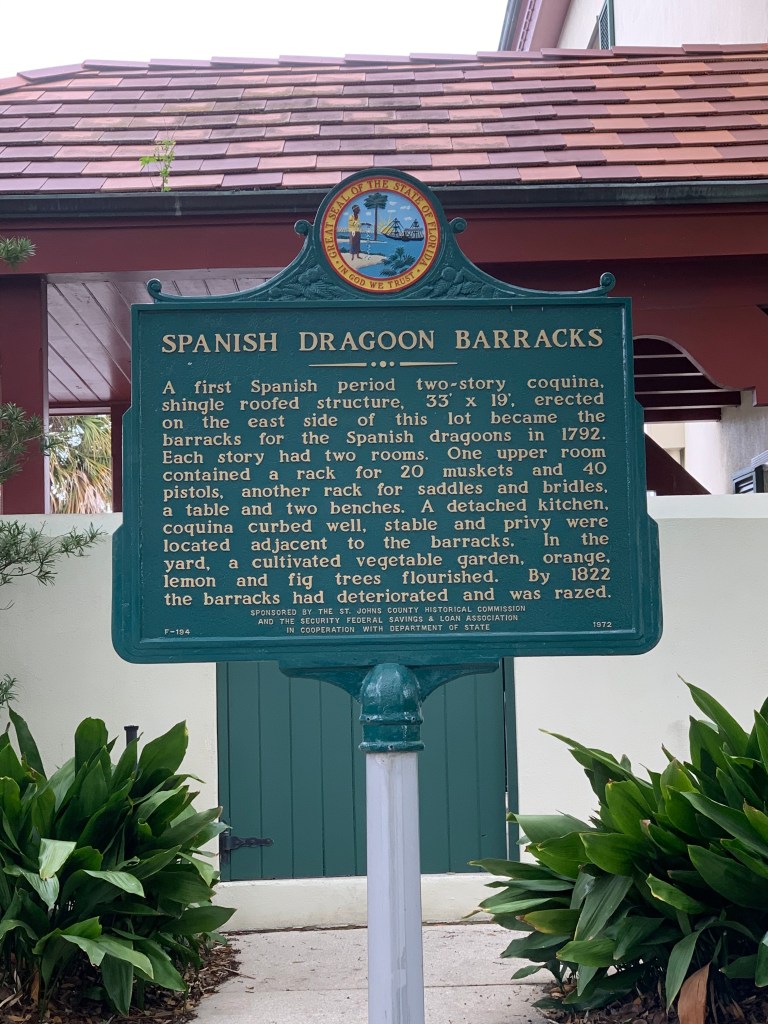 GREAT SEAL OF THE STATE OF FLORIDA
IN GOD WE TRUST
SPANISH DRAGOON BARRACKS
A first Spanish period two-story coquina,
shingle roofed structure, 33' x 19', erected
on the east side of this lot became the
barracks for the Spanish dragoons in 1792.
Each story had two rooms. One upper room
contained a rack for 20 muskets and 40
pistols, another rack for saddles and bridles,
a table and two benches. A detached kitchen,
coquina curbed well, stable and privy were
located adjacent to the barracks. In the
yard, a cultivated vegetable garden, orange,
lemon and fig trees flourished. By 1822
the barracks had deteriorated and was razed.
SPONSORED BY THE ST. JOHNS COUNTY HISTORICAL COMMISSION
AND THE SECURITY FEDERAL SAVINGS & LOAN ASSOCIATION
F-194 IN COOPERATION WITH DEPARTMENT OF STATE 1972